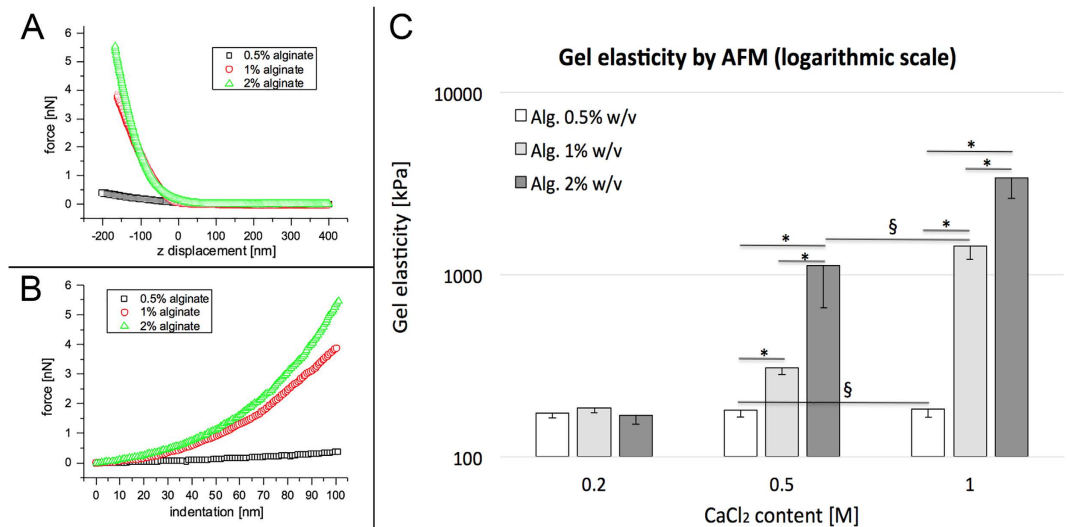 A
6
5
4
3
2
1
0
force [nN]
0.5% alginate
1% alginate
2% alginate
-200 -100 0 100 200 300 400
z displacement [nm]
B
6
5
4
3
2
1
0
force [nN]
0.5% alginate
1% alginate
2% alginate
0 10 20 30 40 50 60 70 80 90 100
indentation [nm]
C
Gel elasticity by AFM (logarithmic scale)
10000
1000
100
Gel elasticity [kPa]
Alg. 0.5% w/v
Alg. 1% w/v
Alg. 2% w/v
*
*
*
§
*
*
*
*
§
0.2 0.5 1
CaCl₂ content [M]